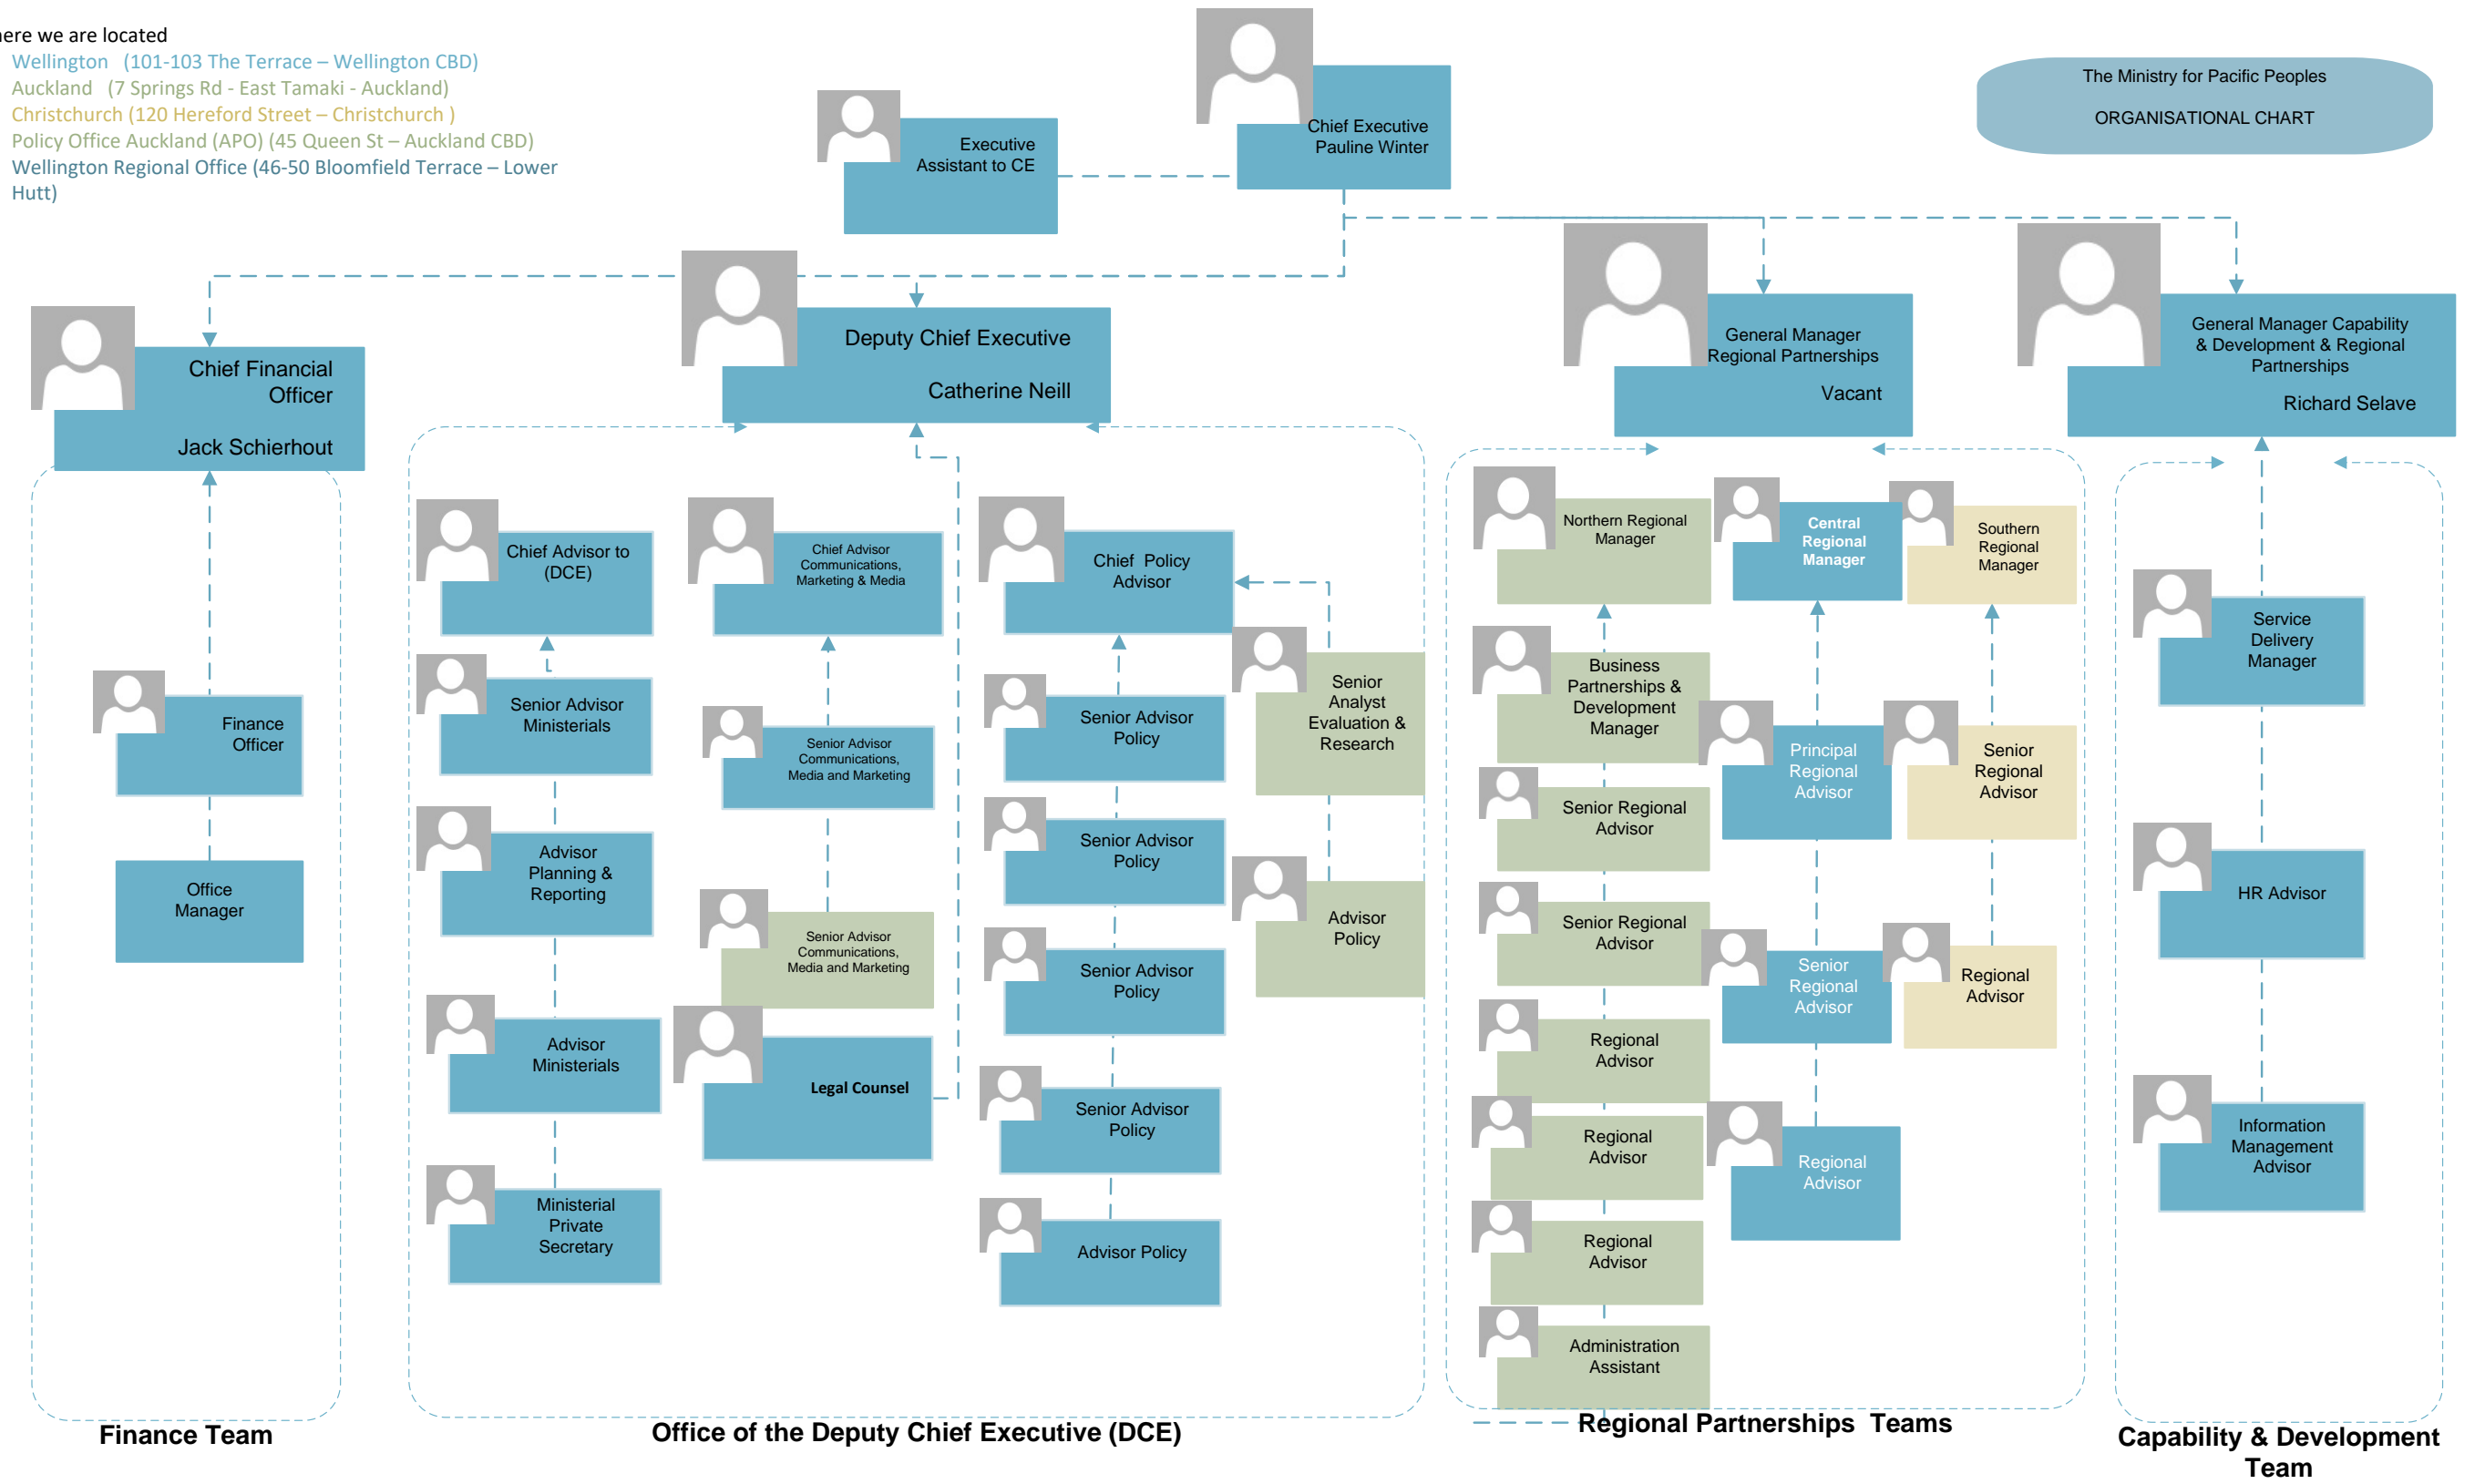 here we are located
Wellington (101-103 The Terrace – Wellington CBD)
Auckland (7 Springs Rd - East Tamaki - Auckland)
Christchurch (120 Hereford Street – Christchurch )
Policy Office Auckland (APO) (45 Queen St – Auckland CBD)
Wellington Regional Office (46-50 Bloomfield Terrace – Lower
Hutt)
Executive
Assistant to CE
Chief Executive
Pauline Winter
The Ministry for Pacific Peoples
ORGANISATIONAL CHART
Chief Financial
Officer
Jack Schierhout
Deputy Chief Executive
Catherine Neill
General Manager
Regional Partnerships
Vacant
General Manager Capability
& Development & Regional
Partnerships
Richard Selave
Finance
Officer
Office
Manager
Finance Team
Chief Advisor to
(DCE)
Senior Advisor
Ministerials
Advisor
Planning &
Reporting
Advisor
Ministerials
Ministerial
Private
Secretary
Chief Advisor
Communications,
Marketing & Media
Senior Advisor
Communications,
Media and Marketing
Senior Advisor
Communications,
Media and Marketing
Legal Counsel
Chief Policy
Advisor
Senior Advisor
Policy
Senior Advisor
Policy
Senior Advisor
Policy
Senior Advisor
Policy
Advisor Policy
Senior
Analyst
Evaluation &
Research
Advisor
Policy
Office of the Deputy Chief Executive (DCE)
Northern Regional
Manager
Business
Partnerships &
Development
Manager
Senior Regional
Advisor
Senior Regional
Advisor
Regional
Advisor
Regional
Advisor
Regional
Advisor
Administration
Assistant
Central
Regional
Manager
Principal
Regional
Advisor
Senior
Regional
Advisor
Regional
Advisor
Southern
Regional
Manager
Senior
Regional
Advisor
Regional
Advisor
Regional Partnerships Teams
Service
Delivery
Manager
HR Advisor
Information
Management
Advisor
Capability & Development
Team